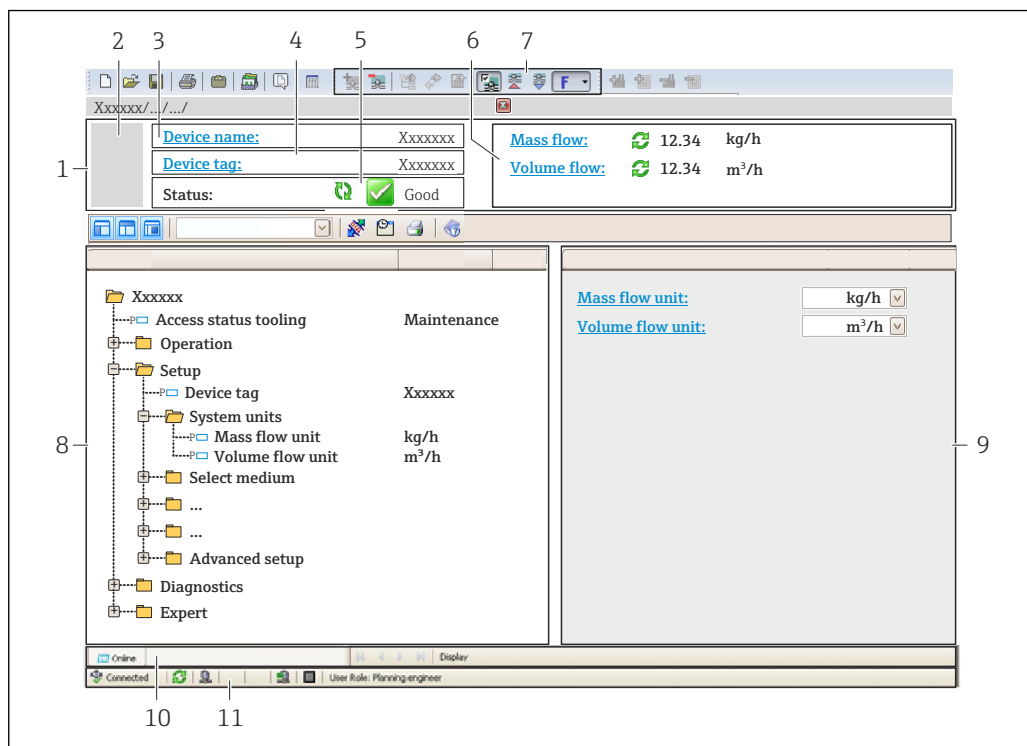 2 3 4 5 6 7
F
Xxxxxx/.../.../
1
Device name: Xxxxxxx
Device tag: Xxxxxxx
Status: Good
Mass flow: 12.34 kg/h
Volume flow: 12.34 m³/h
Xxxxxx
P Access status tooling Maintenance
Operation
Setup
P Device tag Xxxxxx
System units
P Mass flow unit kg/h
P Volume flow unit m³/h
Select medium
...
...
Advanced setup
Diagnostics
Expert
8
Mass flow unit: kg/h
Volume flow unit: m³/h
9
Online Display
Connected User Role: Planning engineer
10 11